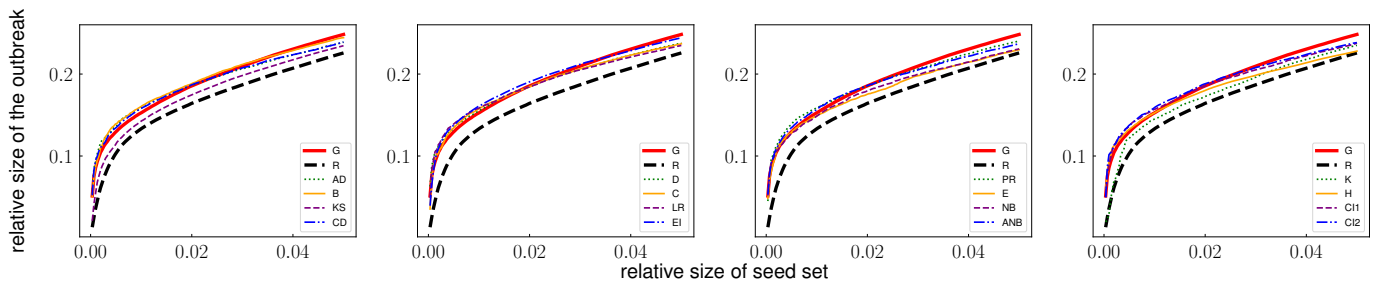 relative size of the outbreak
0.2
0.1
0.00
0.02
0.04
G
R
AD
B
KS
CD
0.2
0.1
0.00
0.02
0.04
G
R
D
C
LR
EI
0.2
0.1
0.00
0.02
0.04
G
R
PR
E
NB
ANB
0.2
0.1
0.00
0.02
0.04
G
R
K
H
CI1
CI2
relative size of seed set